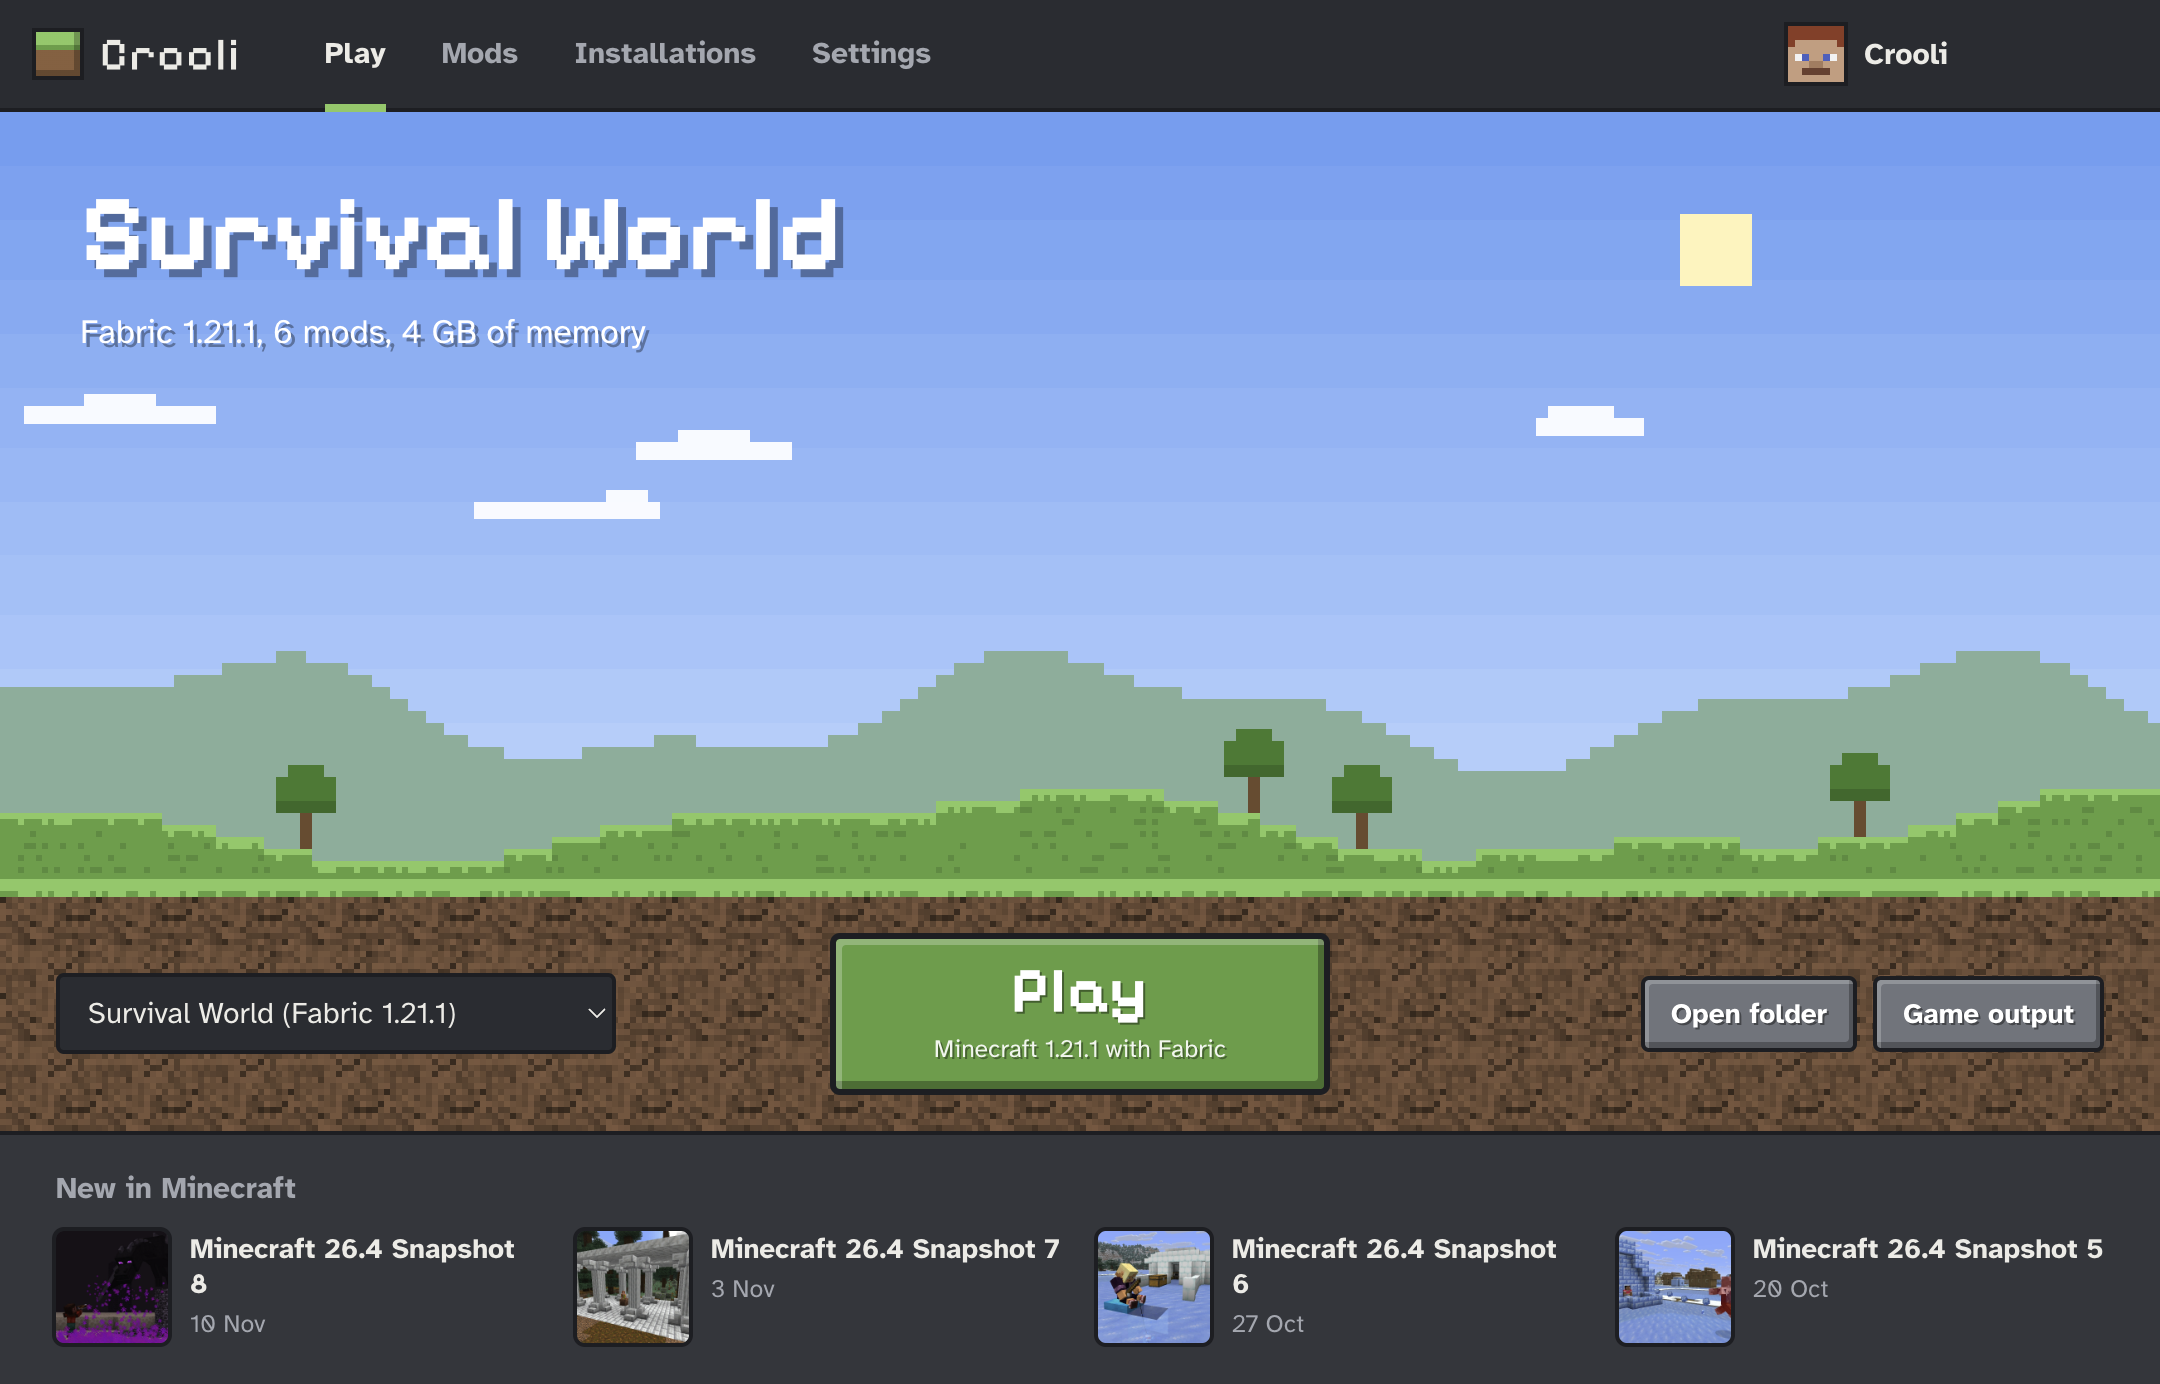 Crooli
Play
Mods
Installations
Settings
Crooli
Survival World
Fabric 1.21.1, 6 mods, 4 GB of memory
Survival World (Fabric 1.21.1)
Play
Minecraft 1.21.1 with Fabric
Open folder
Game output
New in Minecraft
Minecraft 26.4 Snapshot
8
10 Nov
Minecraft 26.4 Snapshot 7
3 Nov
Minecraft 26.4 Snapshot
6
27 Oct
Minecraft 26.4 Snapshot 5
20 Oct